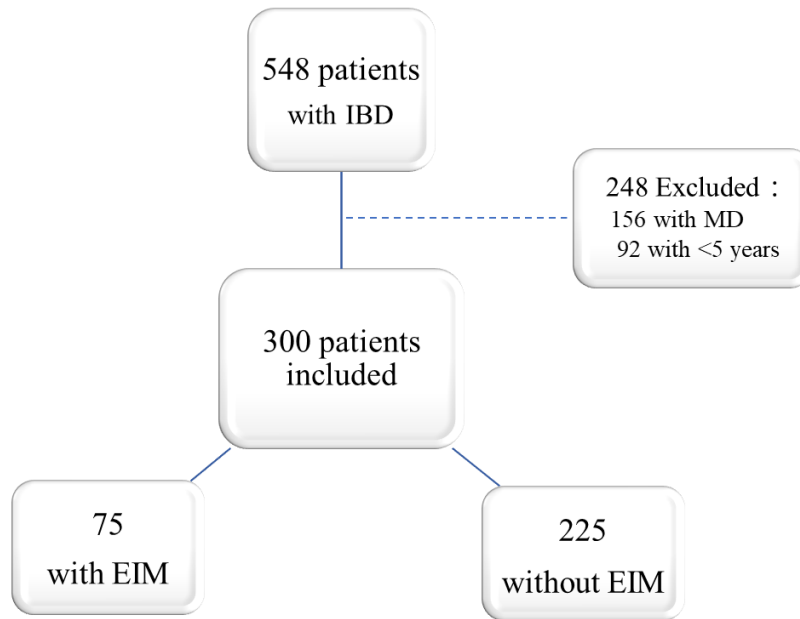 548 patients
with IBD
248 Excluded：
156 with MD
92 with <5 years
300 patients
included
75
with EIM
225
without EIM